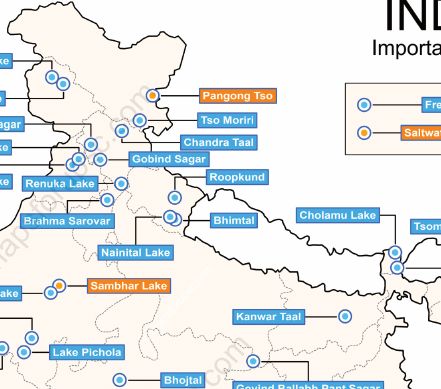 IND
Importa
ke
Pangong Tso
Fre
Tso Moriri
Saltwa
agar
Chandra Taal
ke
Gobind Sagar
Roopkund
ke
Renuka Lake
Cholamu Lake
Brahma Sarovar
Bhimtal
Tsom
Nainital Lake
Sambhar Lake
ake
Kanwar Taal
Lake Pichola
Bhojtal
Govind Ballabh Pant Sagar